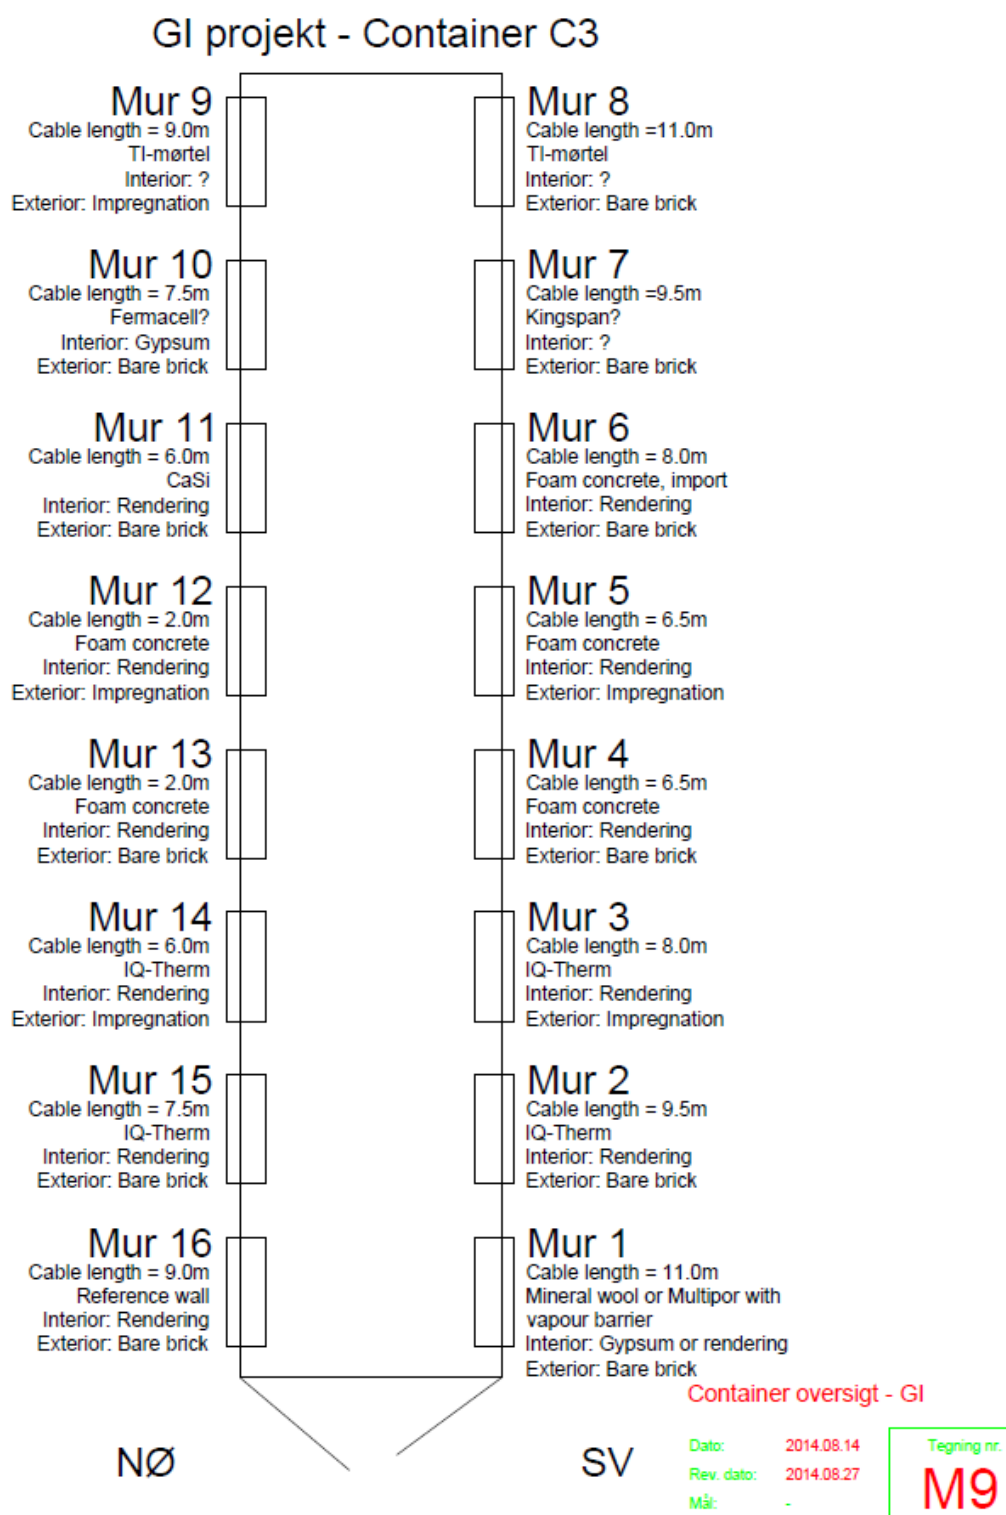 GI projekt - Container C3
Mur 9
Cable length = 9.0m
TI-mørtel
Interior: ?
Exterior: Impregnation
Mur 10
Cable length = 7.5m
Fermacell?
Interior: Gypsum
Exterior: Bare brick
Mur 11
Cable length = 6.0m
CaSi
Interior: Rendering
Exterior: Bare brick
Mur 12
Cable length = 2.0m
Foam concrete
Interior: Rendering
Exterior: Impregnation
Mur 13
Cable length = 2.0m
Foam concrete
Interior: Rendering
Exterior: Bare brick
Mur 14
Cable length = 6.0m
IQ-Therm
Interior: Rendering
Exterior: Impregnation
Mur 15
Cable length = 7.5m
IQ-Therm
Interior: Rendering
Exterior: Bare brick
Mur 16
Cable length = 9.0m
Reference wall
Interior: Rendering
Exterior: Bare brick
NØ
Mur 8
Cable length =11.0m
TI-mørtel
Interior: ?
Exterior: Bare brick
Mur 7
Cable length =9.5m
Kingspan?
Interior: ?
Exterior: Bare brick
Mur 6
Cable length = 8.0m
Foam concrete, import
Interior: Rendering
Exterior: Bare brick
Mur 5
Cable length = 6.5m
Foam concrete
Interior: Rendering
Exterior: Impregnation
Mur 4
Cable length = 6.5m
Foam concrete
Interior: Rendering
Exterior: Bare brick
Mur 3
Cable length = 8.0m
IQ-Therm
Interior: Rendering
Exterior: Impregnation
Mur 2
Cable length = 9.5m
IQ-Therm
Interior: Rendering
Exterior: Bare brick
Mur 1
Cable length = 11.0m
Mineral wool or Multipor with
vapour barrier
Interior: Gypsum or rendering
Exterior: Bare brick
SV
Container oversigt - GI
Dato: 2014.08.14
Rev. dato: 2014.08.27
Mål: -
Tegning nr.
M9